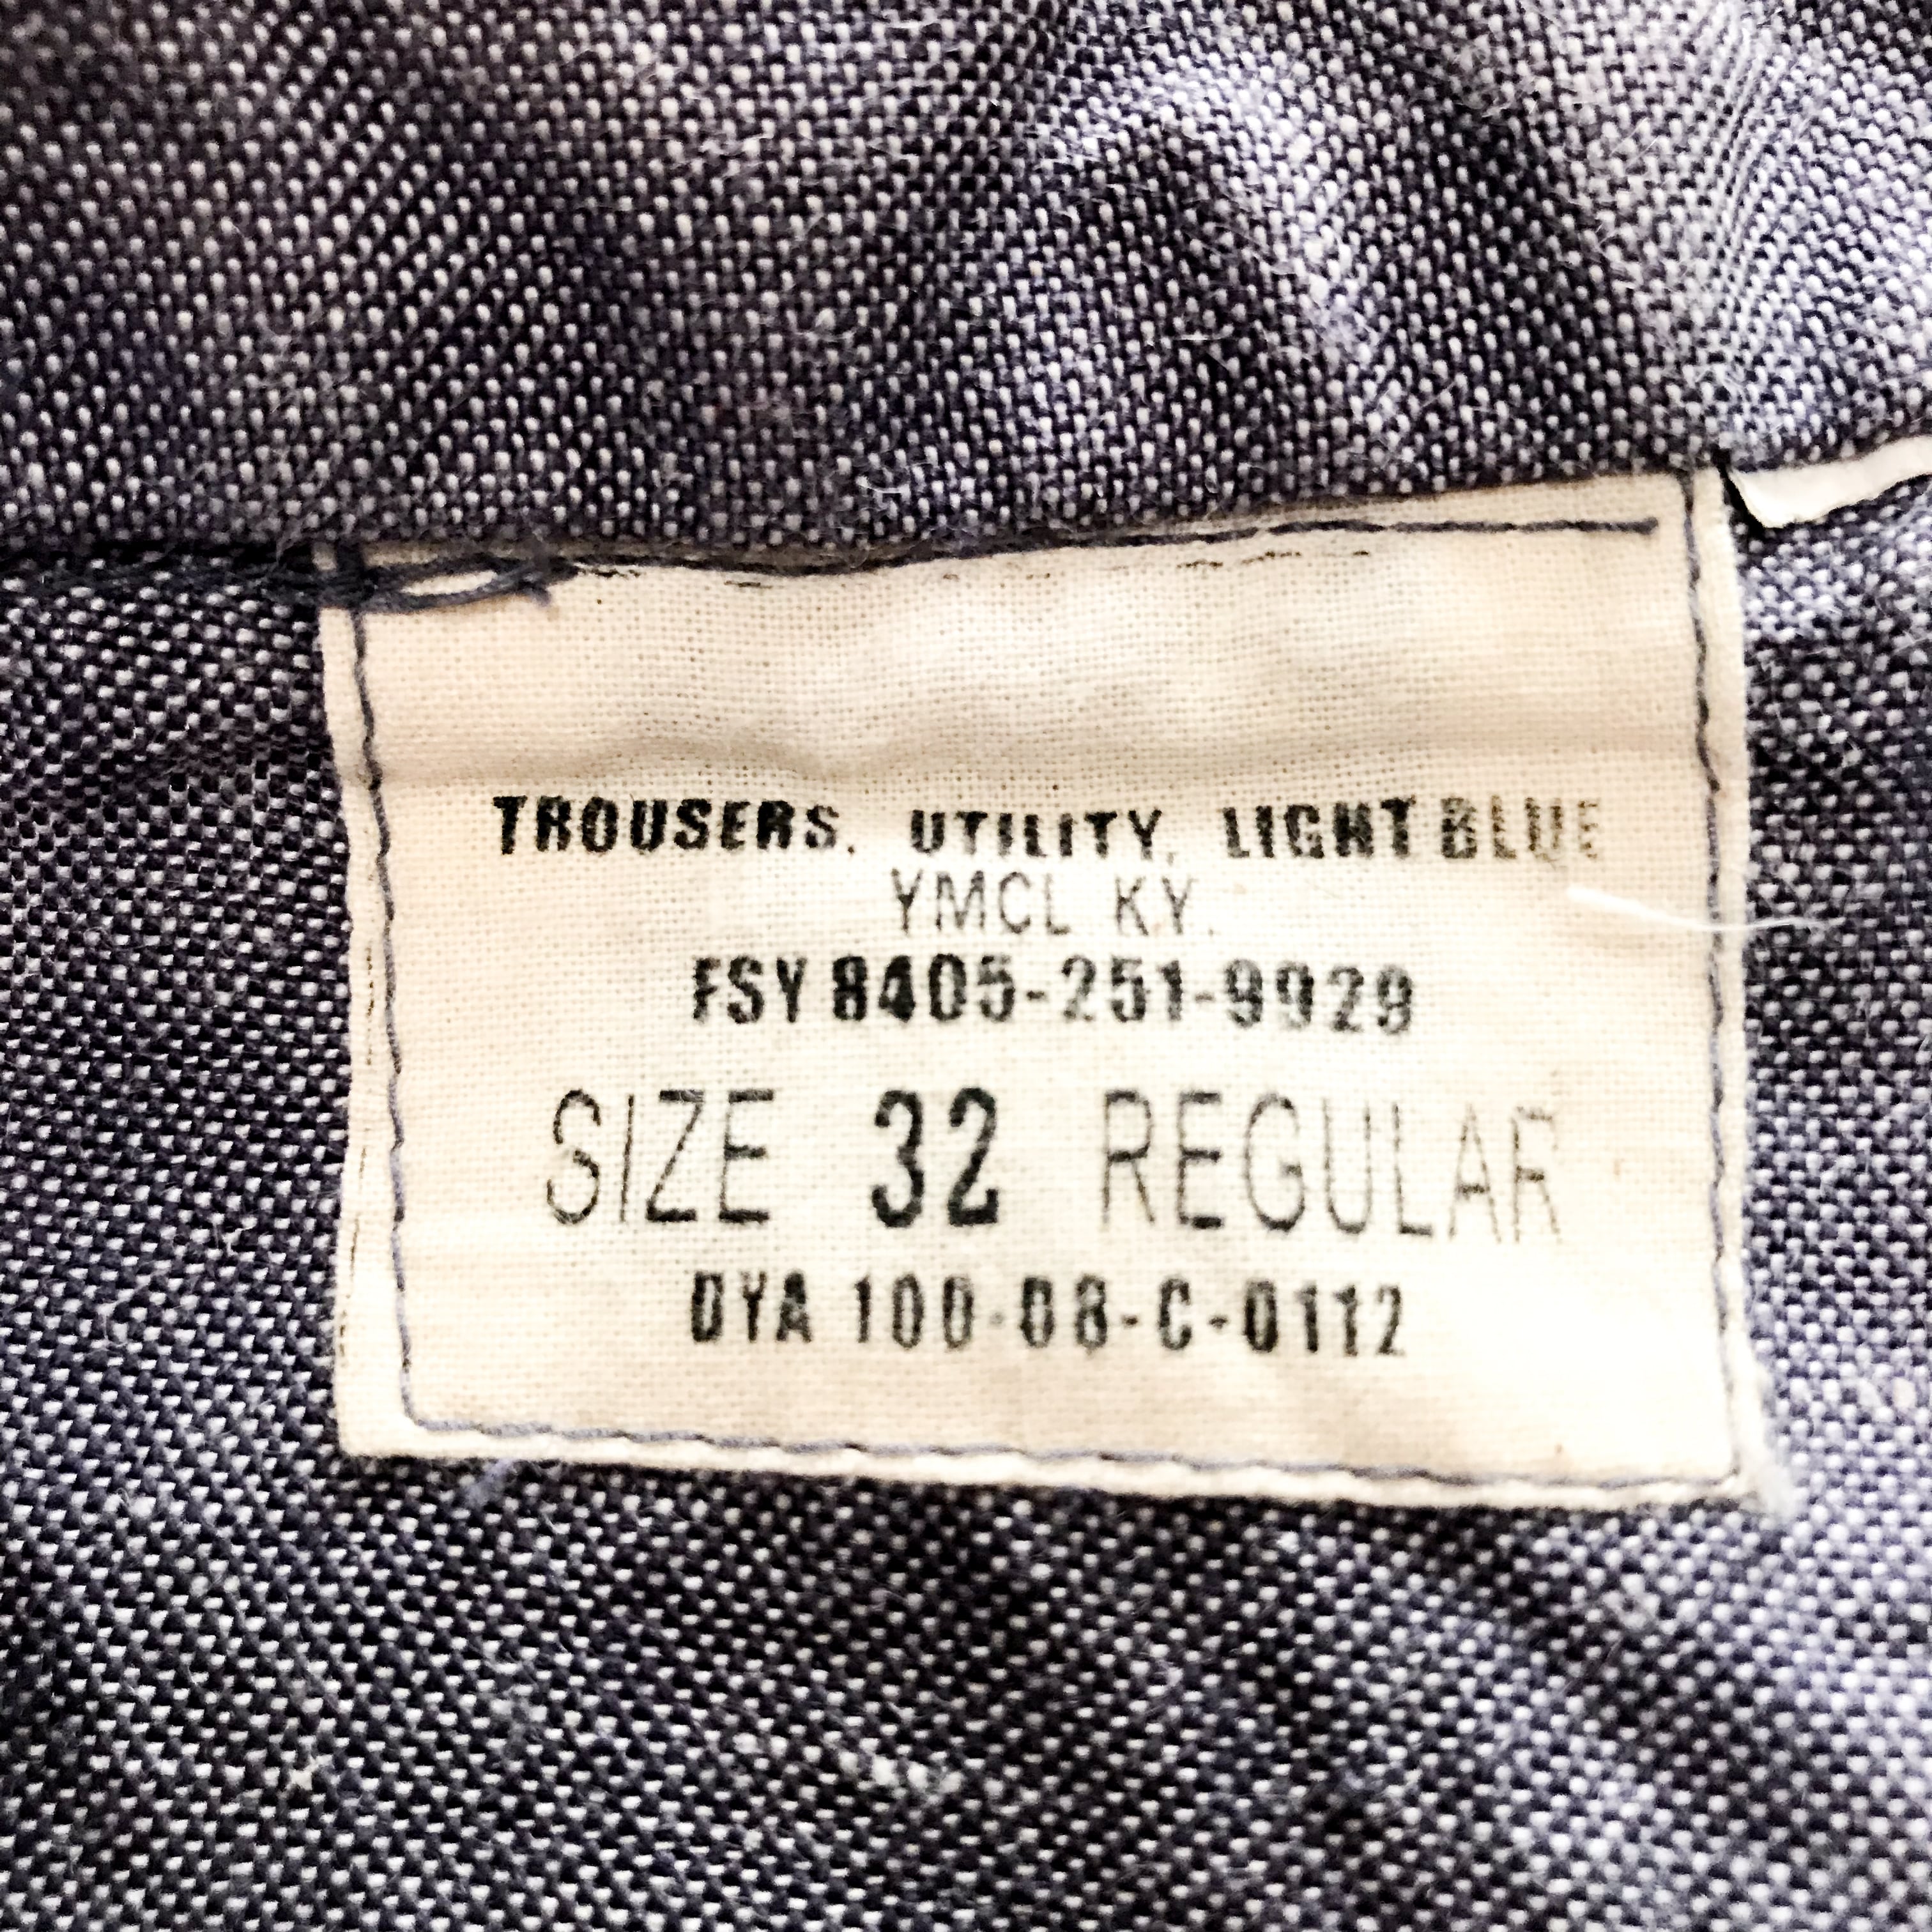 TROUSERS, UTILITY, LIGHT BLUE
YMCL KY.
FSY 8405-251-9929
SIZE 32 REGULAR
DYA 100-08-C-0112